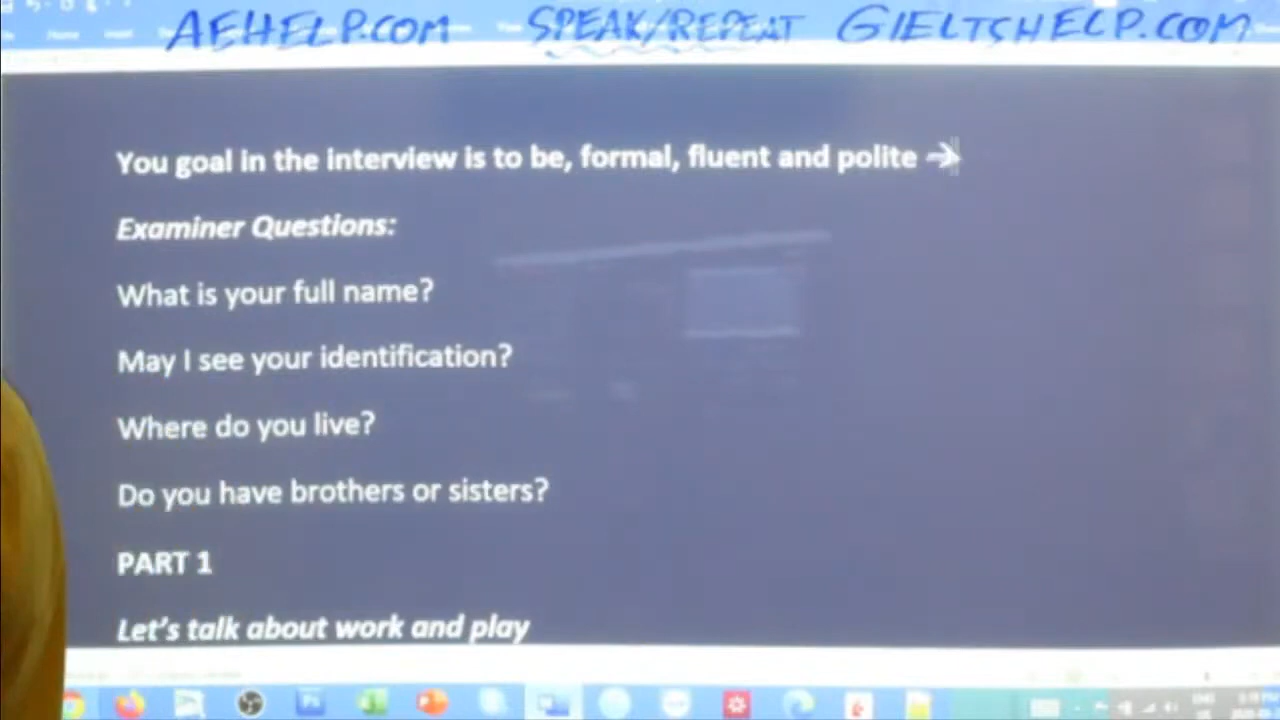 AEHELP.COM SPEAK/REPEAT GIELTSHELP.COM
You goal in the interview is to be, formal, fluent and polite →
Examiner Questions:
What is your full name?
May I see your identification?
Where do you live?
Do you have brothers or sisters?
PART 1
Let's talk about work and play